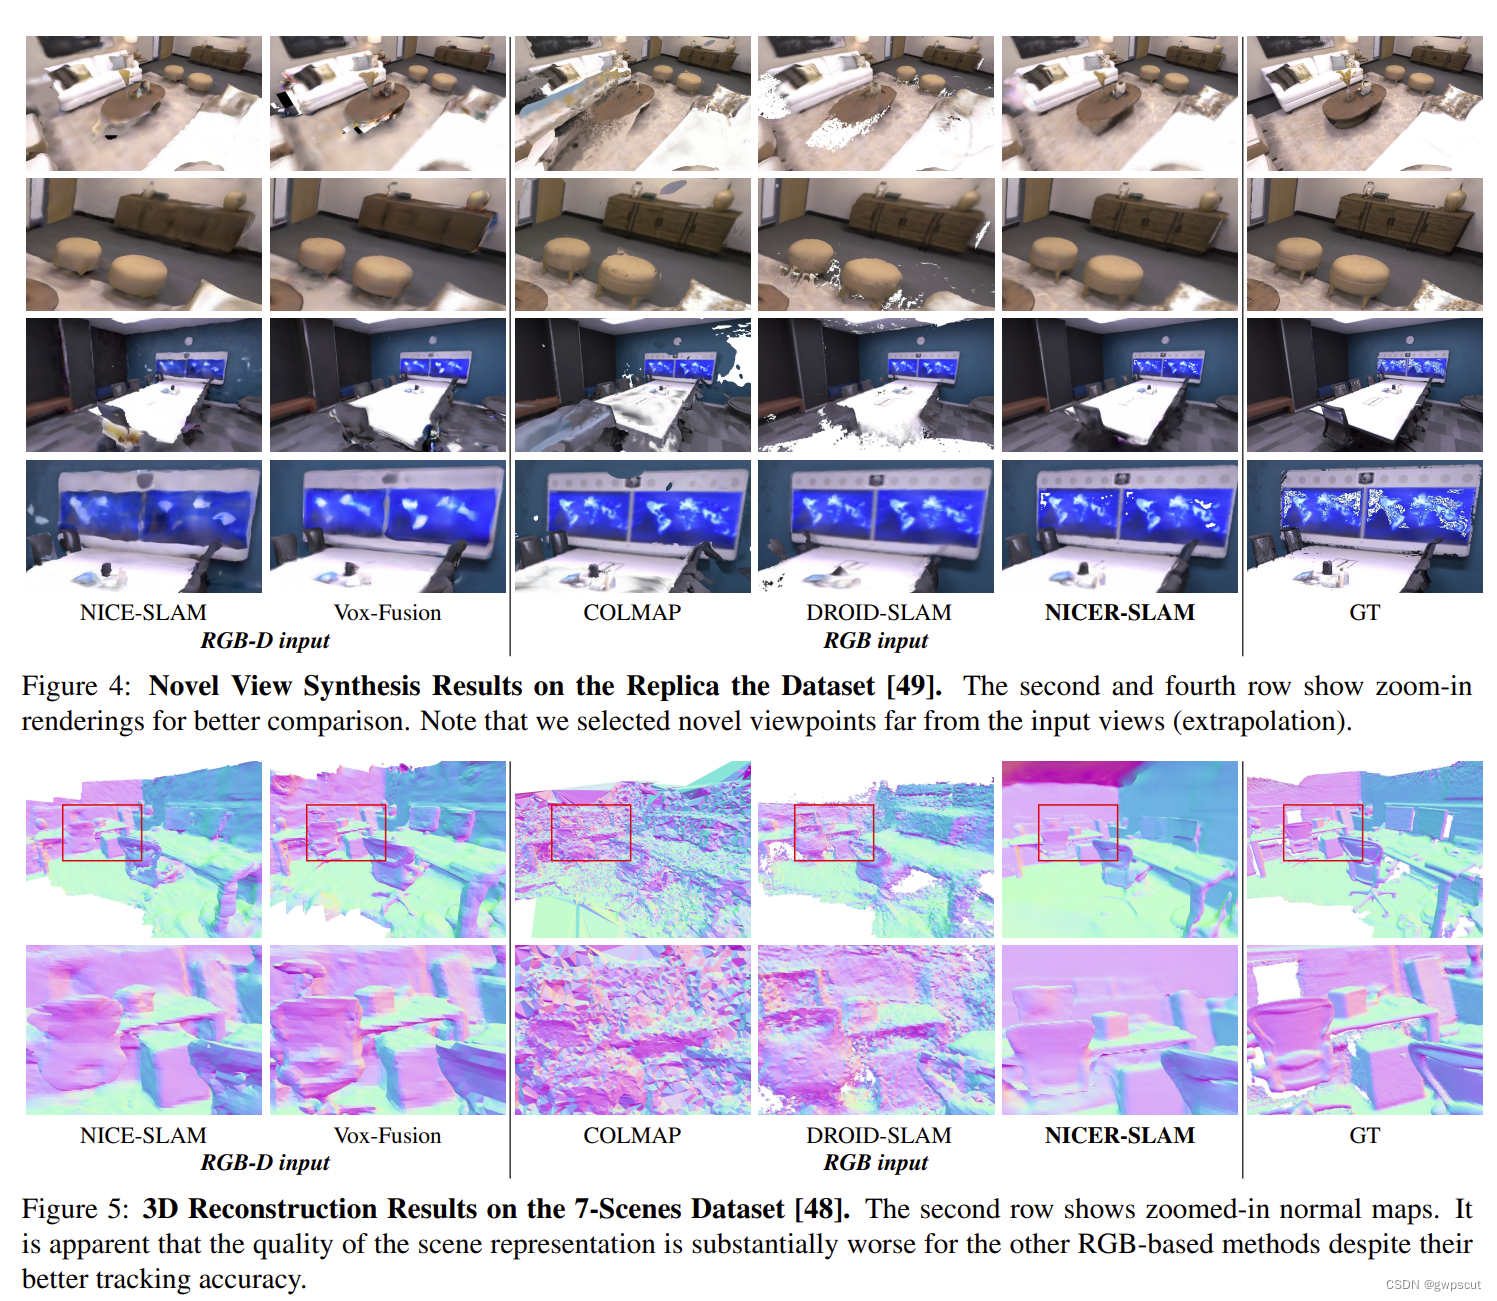 NICE-SLAM Vox-Fusion COLMAP DROID-SLAM NICER-SLAM GT
RGB-D input RGB input
Figure 4: Novel View Synthesis Results on the Replica the Dataset [49]. The second and fourth row show zoom-in
renderings for better comparison. Note that we selected novel viewpoints far from the input views (extrapolation).
NICE-SLAM Vox-Fusion COLMAP DROID-SLAM NICER-SLAM GT
RGB-D input RGB input
Figure 5: 3D Reconstruction Results on the 7-Scenes Dataset [48]. The second row shows zoomed-in normal maps. It
is apparent that the quality of the scene representation is substantially worse for the other RGB-based methods despite their
better tracking accuracy.
CSDN @gwpscut